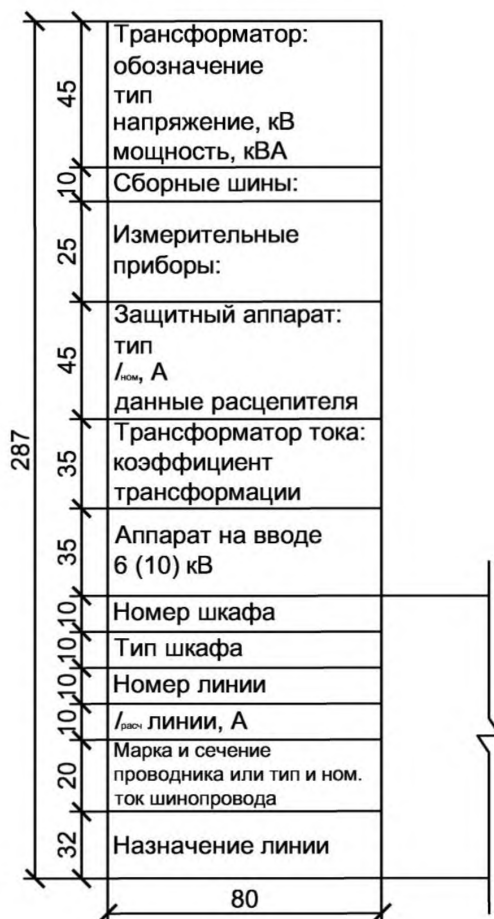 287
45
Трансформатор:
обозначение
тип
напряжение, кВ
мощность, кВА
10
Сборные шины:
25
Измерительные
приборы:
45
Защитный аппарат:
тип
Iном, А
данные расцепителя
35
Трансформатор тока:
коэффициент
трансформации
35
Аппарат на вводе
6 (10) кВ
10
Номер шкафа
10
Тип шкафа
10
Номер линии
10
Iрасч линии, А
20
Марка и сечение
проводника или тип и ном.
ток шинопровода
32
Назначение линии
80